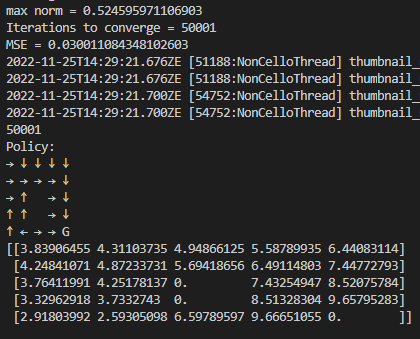 max norm = 0.524595971106903
Iterations to converge = 50001
MSE = 0.030011084348102603
2022-11-25T14:29:21.676ZE [51188:NonCelloThread] thumbnail_
2022-11-25T14:29:21.676ZE [51188:NonCelloThread] thumbnail_
2022-11-25T14:29:21.700ZE [54752:NonCelloThread] thumbnail_
2022-11-25T14:29:21.700ZE [54752:NonCelloThread] thumbnail_
50001
Policy:
→ ↓ ↓ ↓ ↓
→ → → → ↓
→ ↑   → ↓
↑ ↑   → ↓
↑ ← → → G
[[3.83906455 4.31103735 4.94866125 5.58789935 6.44083114]
[4.24841071 4.87233731 5.69418656 6.49114803 7.44772793]
[3.76411991 4.25178137 0.         7.43254947 8.52075784]
[3.32962918 3.3732743  0.         8.51328304 9.65795283]
[2.91803992 2.59305098 6.59789597 9.66651055 0.        ]]